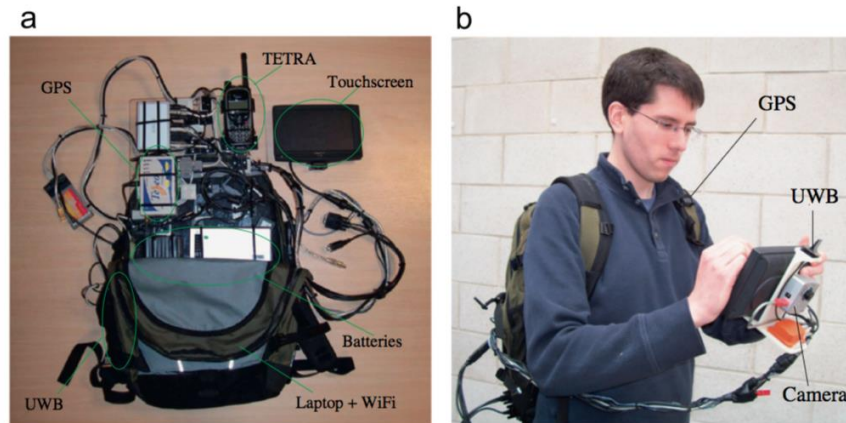 a
b
TETRA
GPS
Touchscreen
Batteries
UWB
Laptop + WiFi
GPS
UWB
Camera